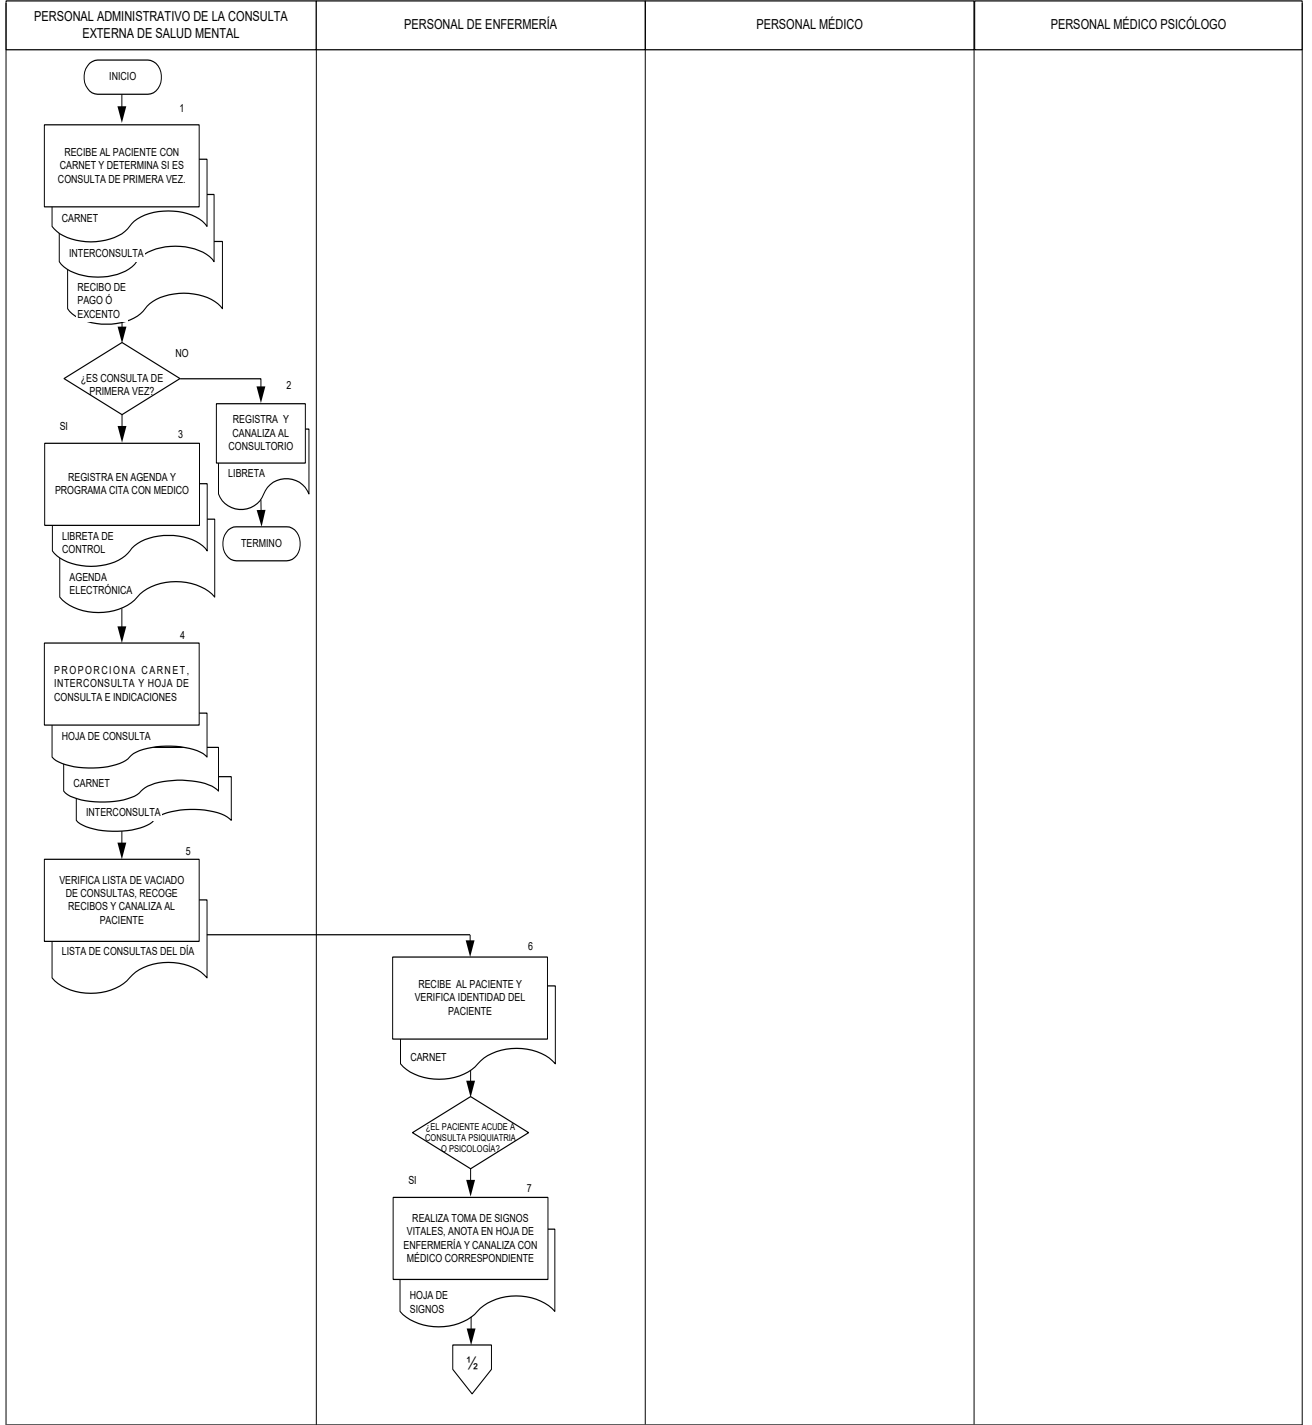 PERSONAL ADMINISTRATIVO DE LA CONSULTA
EXTERNA DE SALUD MENTAL
PERSONAL DE ENFERMERÍA
PERSONAL MÉDICO
PERSONAL MÉDICO PSICÓLOGO
INICIO
1
RECIBE AL PACIENTE CON
CARNET Y DETERMINA SI ES
CONSULTA DE PRIMERA VEZ.
CARNET
INTERCONSULTA
RECIBO DE
PAGO Ó
EXCENTO
¿ES CONSULTA DE
PRIMERA VEZ?
NO
2
REGISTRA Y
CANALIZA AL
CONSULTORIO
LIBRETA
TERMINO
SI
3
REGISTRA EN AGENDA Y
PROGRAMA CITA CON MEDICO
LIBRETA DE
CONTROL
AGENDA
ELECTRÓNICA
4
PROPORCIONA CARNET,
INTERCONSULTA Y HOJA DE
CONSULTA E INDICACIONES
HOJA DE CONSULTA
CARNET
INTERCONSULTA
5
VERIFICA LISTA DE VACIADO
DE CONSULTAS, RECOGE
RECIBOS Y CANALIZA AL
PACIENTE
LISTA DE CONSULTAS DEL DÍA
6
RECIBE AL PACIENTE Y
VERIFICA IDENTIDAD DEL
PACIENTE
CARNET
¿EL PACIENTE ACUDE A
CONSULTA PSIQUIATRIA
O PSICOLOGÍA?
SI
7
REALIZA TOMA DE SIGNOS
VITALES, ANOTA EN HOJA DE
ENFERMERÍA Y CANALIZA CON
MÉDICO CORRESPONDIENTE
HOJA DE
SIGNOS
½